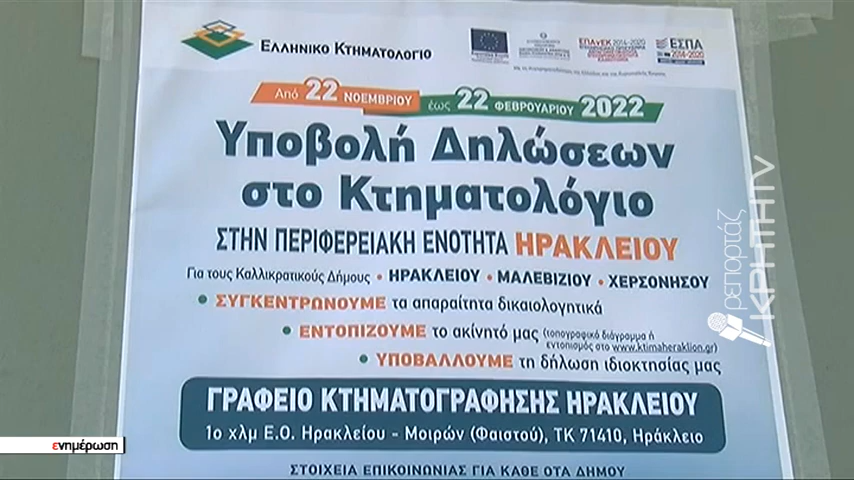 Ελληνικο Κτηματολογιο
ΕΠΑνΕΚ 2014-2020
ΕΣΠΑ
2014-2020
Από 22 ΝΟΕΜΒΡΙΟΥ έως 22 ΦΕΒΡΟΥΑΡΙΟΥ 2022
Υποβολή Δηλώσεων
στο Κτηματολόγιο
ΣΤΗΝ ΠΕΡΙΦΕΡΕΙΑΚΗ ΕΝΟΤΗΤΑ ΗΡΑΚΛΕΙΟΥ
Για τους Καλλικρατικούς Δήμους • ΗΡΑΚΛΕΙΟΥ • ΜΑΛΕΒΙΖΙΟΥ • ΧΕΡΣΟΝΗΣΟΥ
• ΣΥΓΚΕΝΤΡΩΝΟΥΜΕ τα απαραίτητα δικαιολογητικά
• ΕΝΤΟΠΙΖΟΥΜΕ το ακίνητό μας (τοπογραφικό διάγραμμα ή
εντοπισμός στο www.ktimaheraklion.gr)
• ΥΠΟΒΑΛΛΟΥΜΕ τη δήλωση ιδιοκτησίας μας
ΓΡΑΦΕΙΟ ΚΤΗΜΑΤΟΓΡΑΦΗΣΗΣ ΗΡΑΚΛΕΙΟΥ
1ο χλμ Ε.Ο. Ηρακλείου - Μοιρών (Φαιστού), ΤΚ 71410, Ηράκλειο
ΣΤΟΙΧΕΙΑ ΕΠΙΚΟΙΝΩΝΙΑΣ ΓΙΑ ΚΑΘΕ ΟΤΑ ΔΗΜΟΥ
ρεπορτάζ
ΚΡΗΤΗTV
ενημέρωση